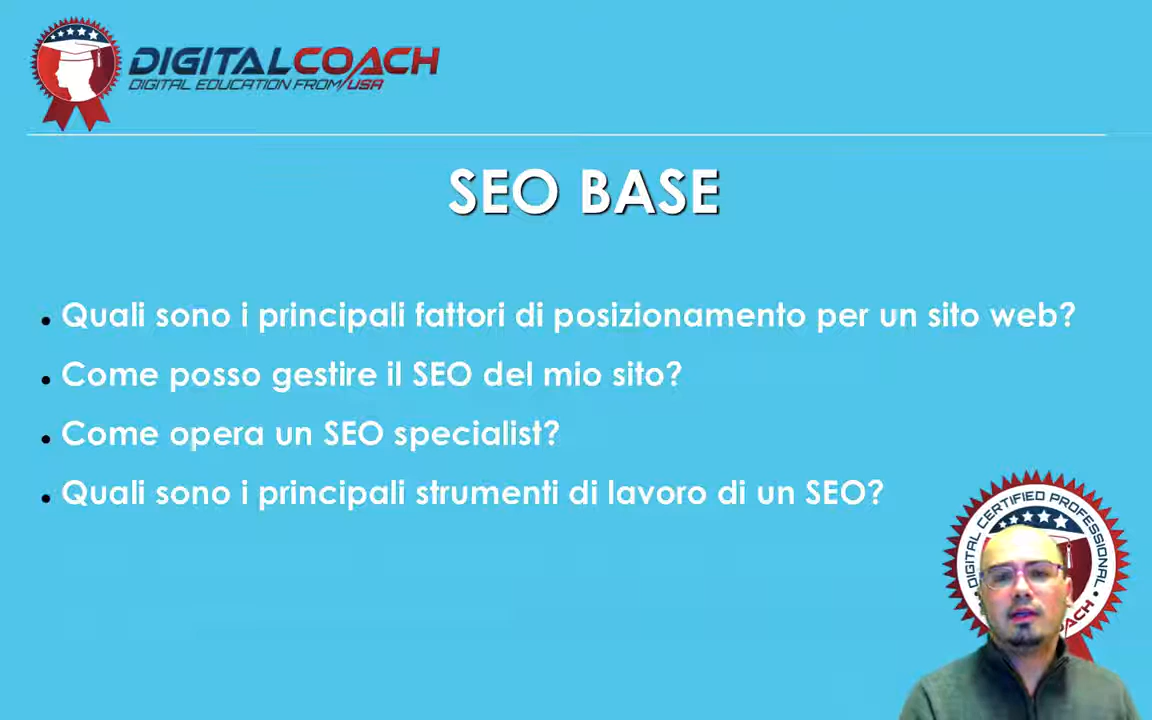 DIGITALCOACH
DIGITAL EDUCATION FROM/USA
SEO BASE
Quali sono i principali fattori di posizionamento per un sito web?
Come posso gestire il SEO del mio sito?
Come opera un SEO specialist?
Quali sono i principali strumenti di lavoro di un SEO?
DIGITAL CERTIFIED PROFESSIONAL
COACH